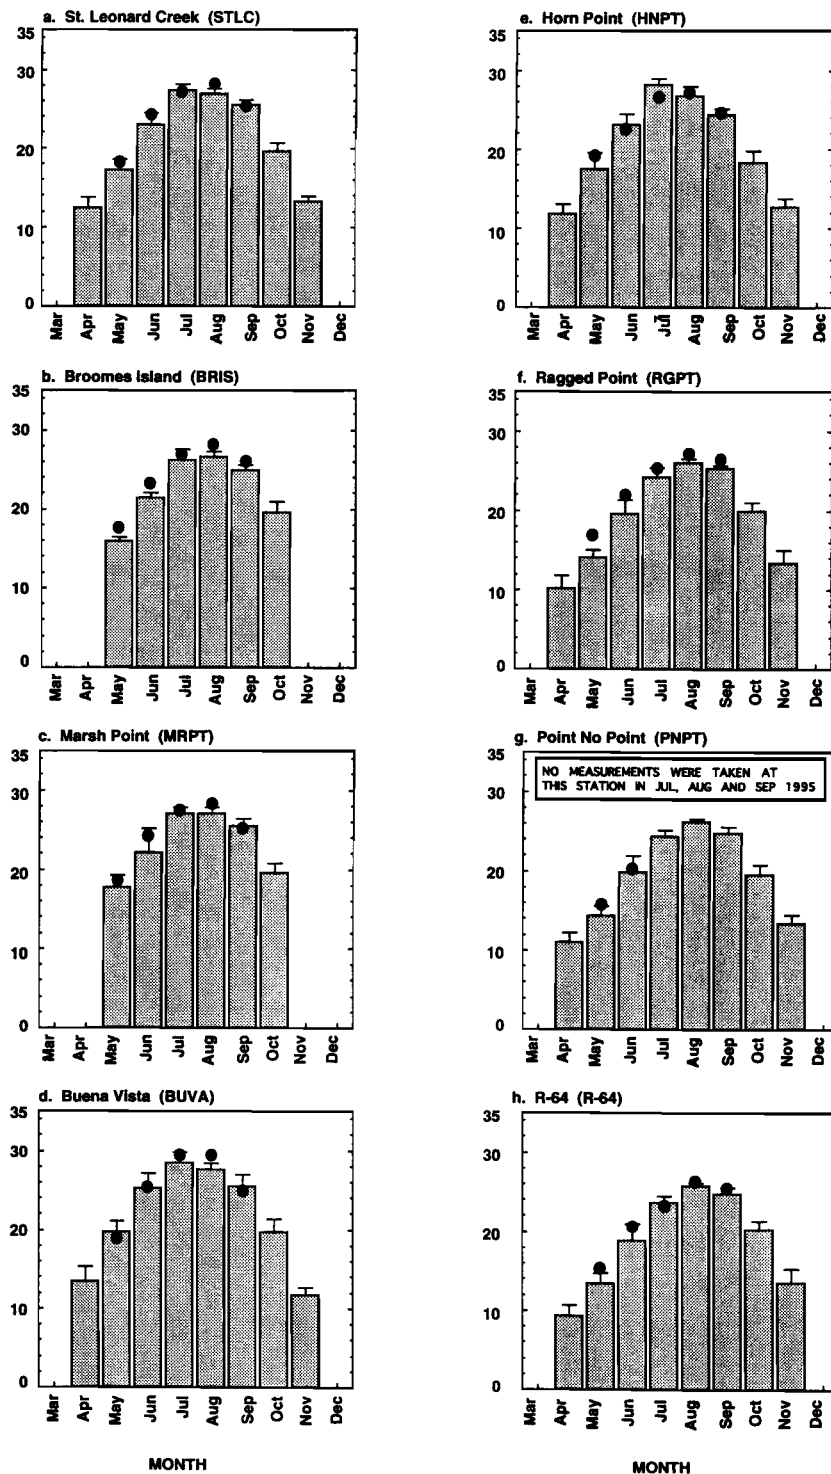 a. St. Leonard Creek (STLC)
35
30
20
10
0
Mar Apr May Jun Jul Aug Sep Oct Nov Dec
b. Broomes Island (BRIS)
35
30
20
10
0
Mar Apr May Jun Jul Aug Sep Oct Nov Dec
c. Marsh Point (MRPT)
35
30
20
10
0
Mar Apr May Jun Jul Aug Sep Oct Nov Dec
d. Buena Vista (BUVA)
35
30
20
10
0
Mar Apr May Jun Jul Aug Sep Oct Nov Dec
MONTH
e. Horn Point (HNPT)
35
30
20
10
0
Mar Apr May Jun Jul Aug Sep Oct Nov Dec
f. Ragged Point (RGPT)
35
30
20
10
0
Mar Apr May Jun Jul Aug Sep Oct Nov Dec
g. Point No Point (PNPT)
35
NO MEASUREMENTS WERE TAKEN AT
THIS STATION IN JUL, AUG AND SEP 1995
30
20
10
0
Mar Apr May Jun Jul Aug Sep Oct Nov Dec
h. R-64 (R-64)
35
30
20
10
0
Mar Apr May Jun Jul Aug Sep Oct Nov Dec
MONTH